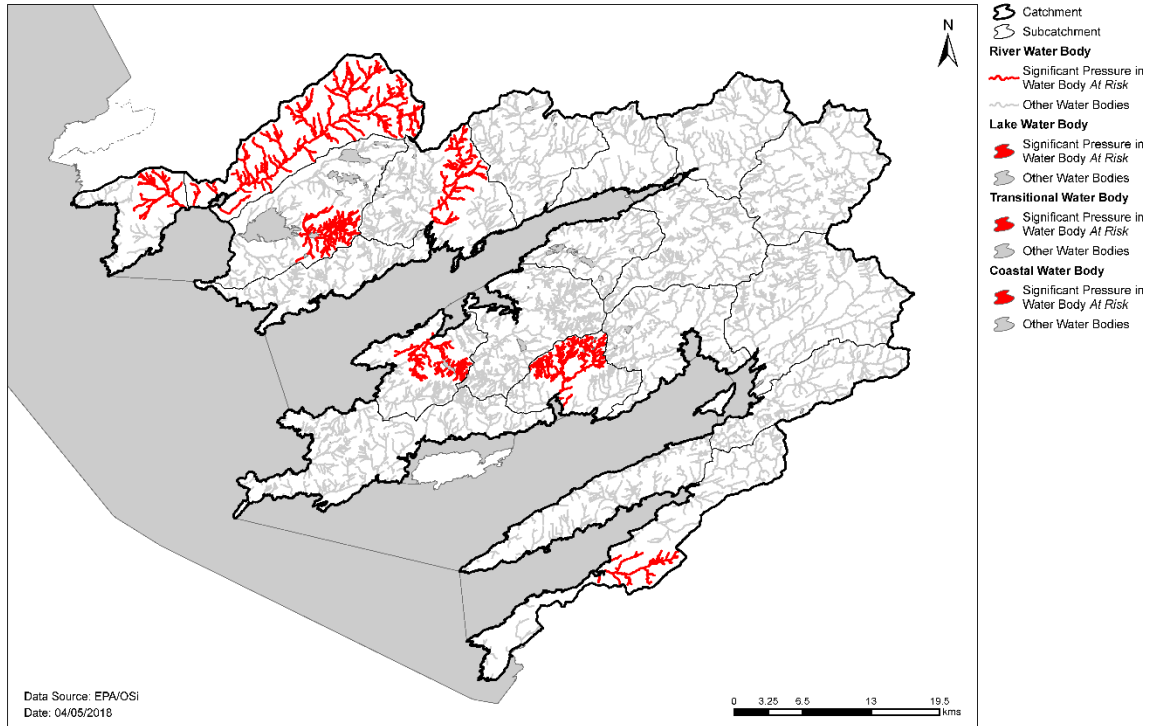 N
Catchment
Subcatchment
River Water Body
Significant Pressure in
Water Body At Risk
Other Water Bodies
Lake Water Body
Significant Pressure in
Water Body At Risk
Other Water Bodies
Transitional Water Body
Significant Pressure in
Water Body At Risk
Other Water Bodies
Coastal Water Body
Significant Pressure in
Water Body At Risk
Other Water Bodies
Data Source: EPA/OSi
Date: 04/05/2018
0 3.25 6.5 13 19.5
kms